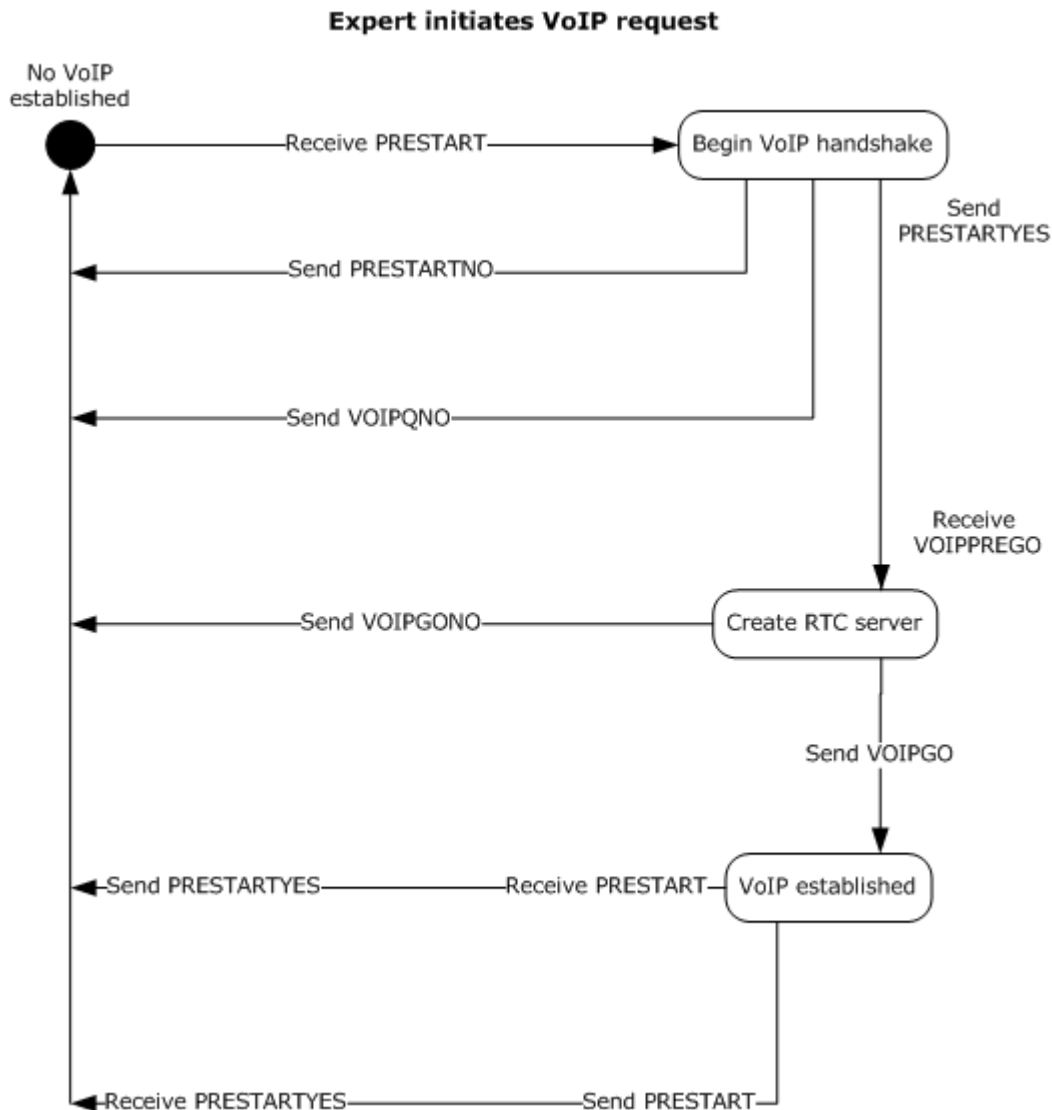 Expert initiates VoIP request
No VoIP
established
Receive PRESTART
Begin VoIP handshake
Send
PRESTARTYES
Send PRESTARTNO
Send VOIPQNO
Receive
VOIPPREGO
Send VOIPGONO
Create RTC server
Send VOIPGO
Send PRESTARTYES
Receive PRESTART
VoIP established
Receive PRESTARTYES
Send PRESTART